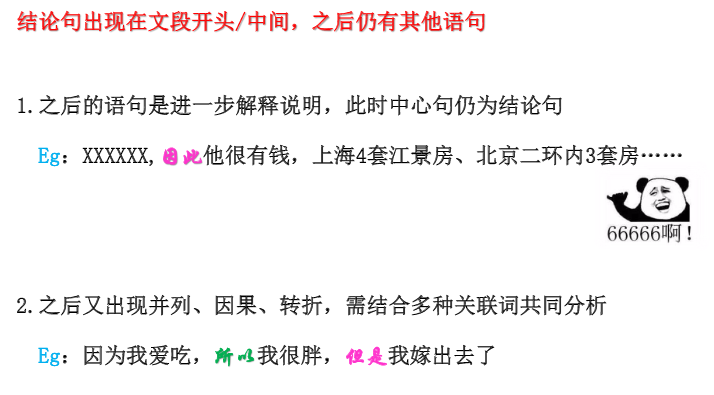 结论句出现在文段开头/中间，之后仍有其他语句
1.之后的语句是进一步解释说明，此时中心句仍为结论句
Eg：XXXXXX,因此他很有钱，上海4套江景房、北京二环内3套房……
66666啊！
2.之后又出现并列、因果、转折，需结合多种关联词共同分析
Eg：因为我爱吃，所以我很胖，但是我嫁出去了